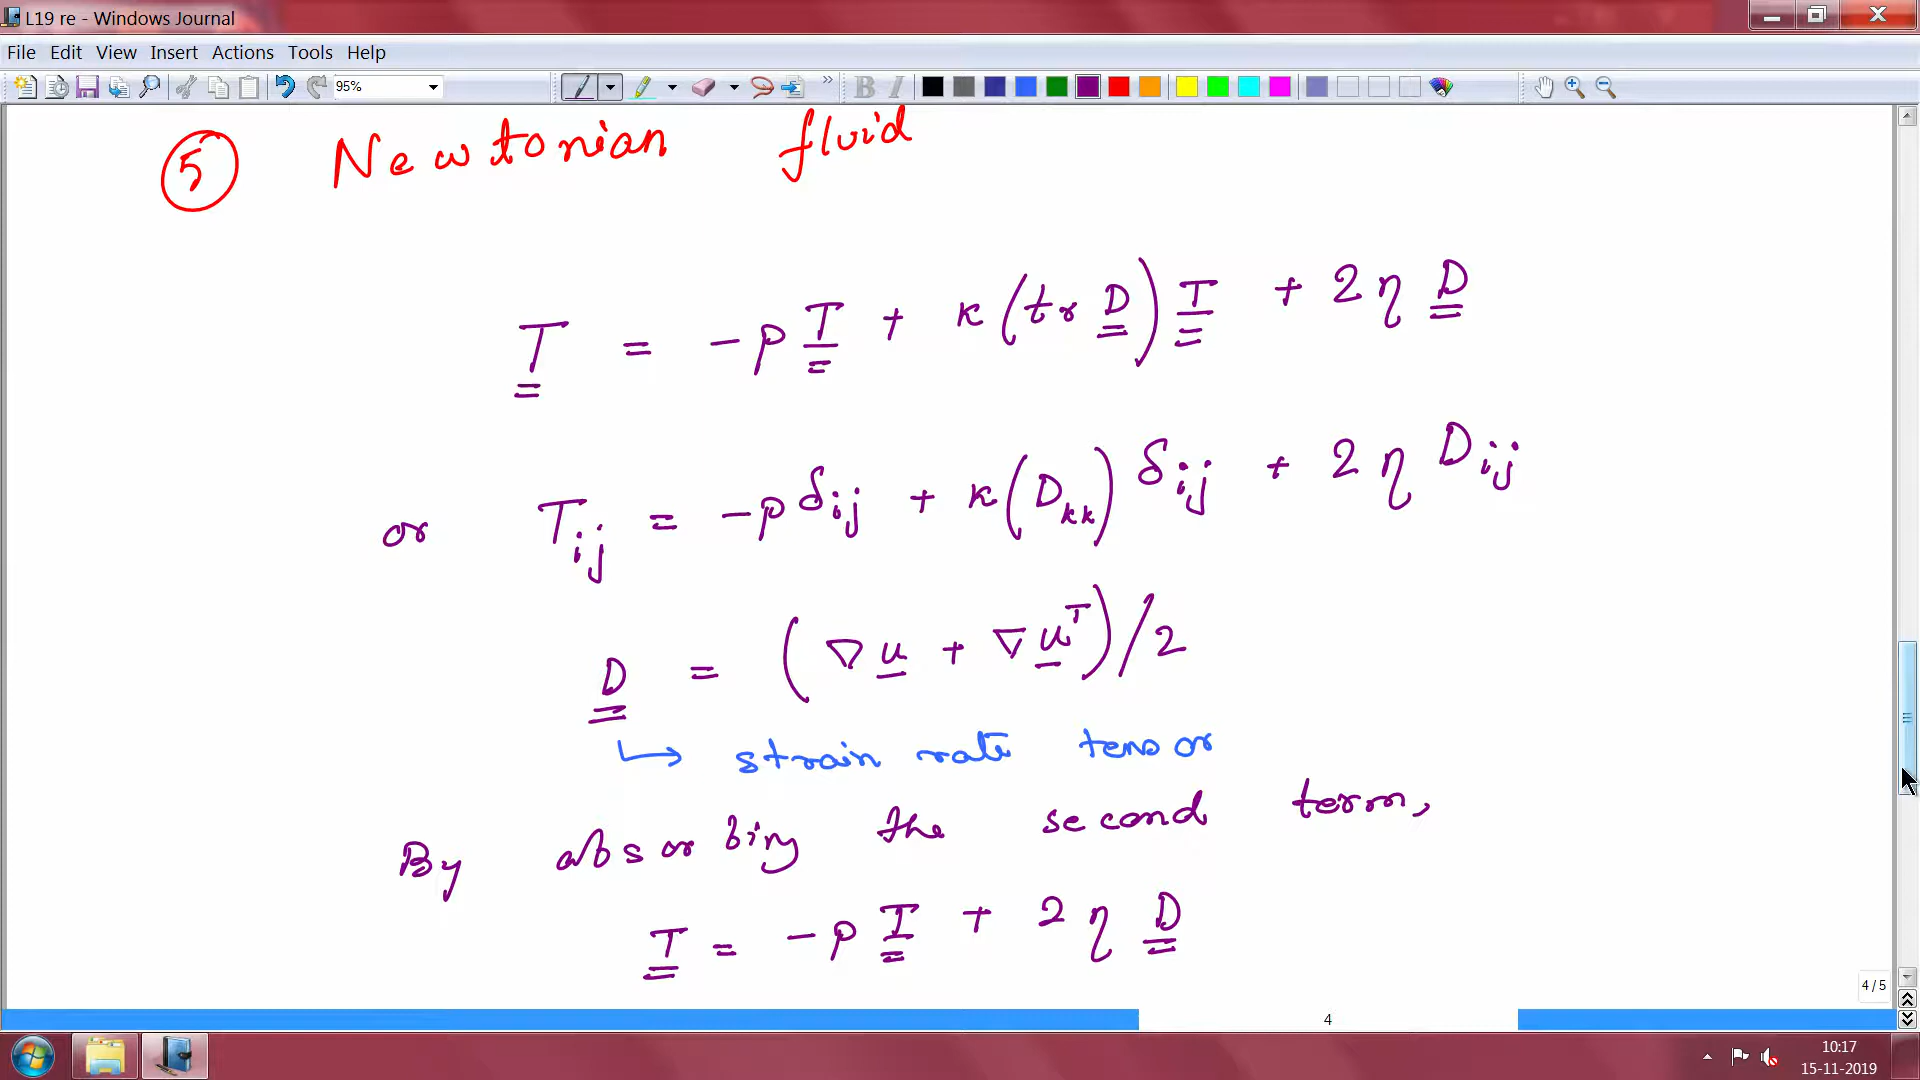 L19 re - Windows Journal
File Edit View Insert Actions Tools Help
95%
B I
5 Newtonian fluid
T = -p I + κ(tr D) I + 2 η D
or T_ij = -p δ_ij + κ(D_kk) δ_ij + 2 η D_ij
D = (∇u + ∇u^T)/2
↳ strain rate tensor
By absorbing the second term,
T = -p I + 2 η D
4 / 5
4
10:17
15-11-2019